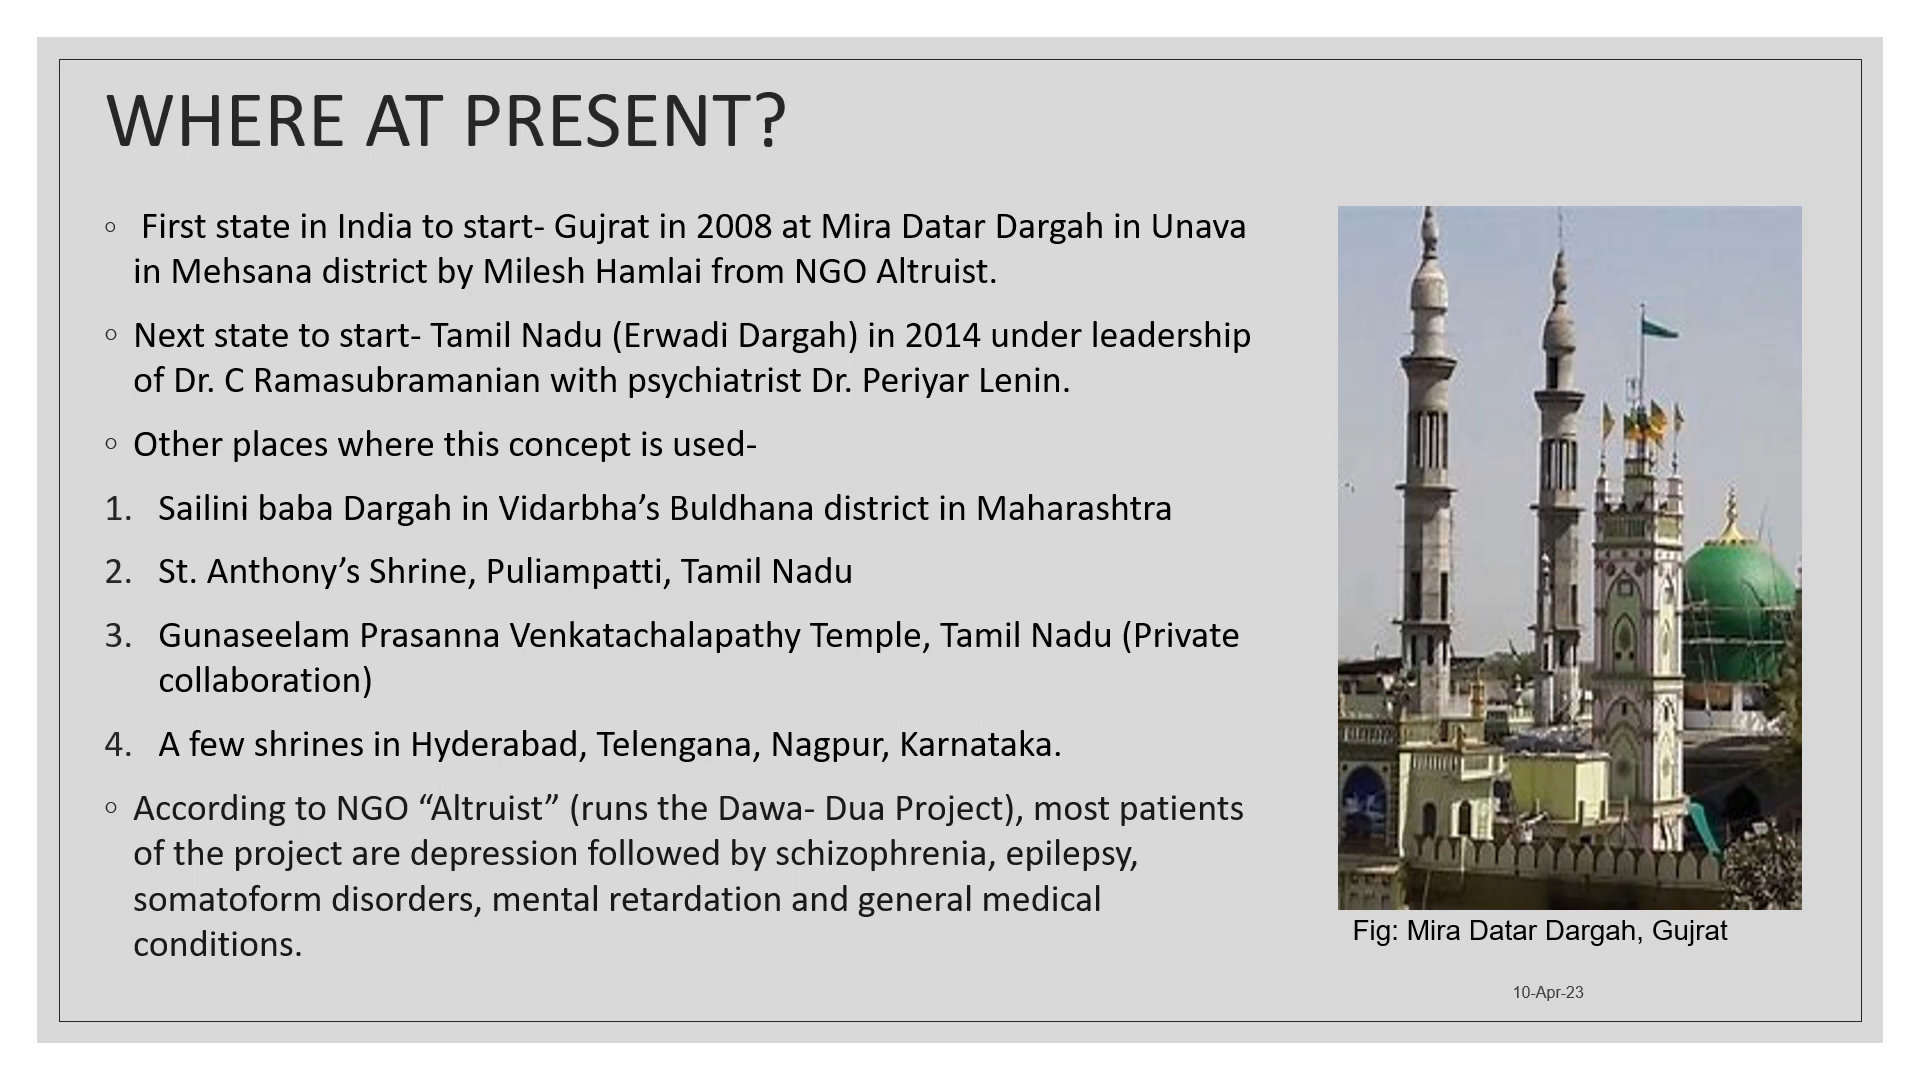 WHERE AT PRESENT?
◦ First state in India to start- Gujrat in 2008 at Mira Datar Dargah in Unava
in Mehsana district by Milesh Hamlai from NGO Altruist.
◦ Next state to start- Tamil Nadu (Erwadi Dargah) in 2014 under leadership
of Dr. C Ramasubramanian with psychiatrist Dr. Periyar Lenin.
◦ Other places where this concept is used-
1. Sailini baba Dargah in Vidarbha’s Buldhana district in Maharashtra
2. St. Anthony’s Shrine, Puliampatti, Tamil Nadu
3. Gunaseelam Prasanna Venkatachalapathy Temple, Tamil Nadu (Private
collaboration)
4. A few shrines in Hyderabad, Telengana, Nagpur, Karnataka.
◦ According to NGO “Altruist” (runs the Dawa- Dua Project), most patients
of the project are depression followed by schizophrenia, epilepsy,
somatoform disorders, mental retardation and general medical
conditions.
Fig: Mira Datar Dargah, Gujrat
10-Apr-23